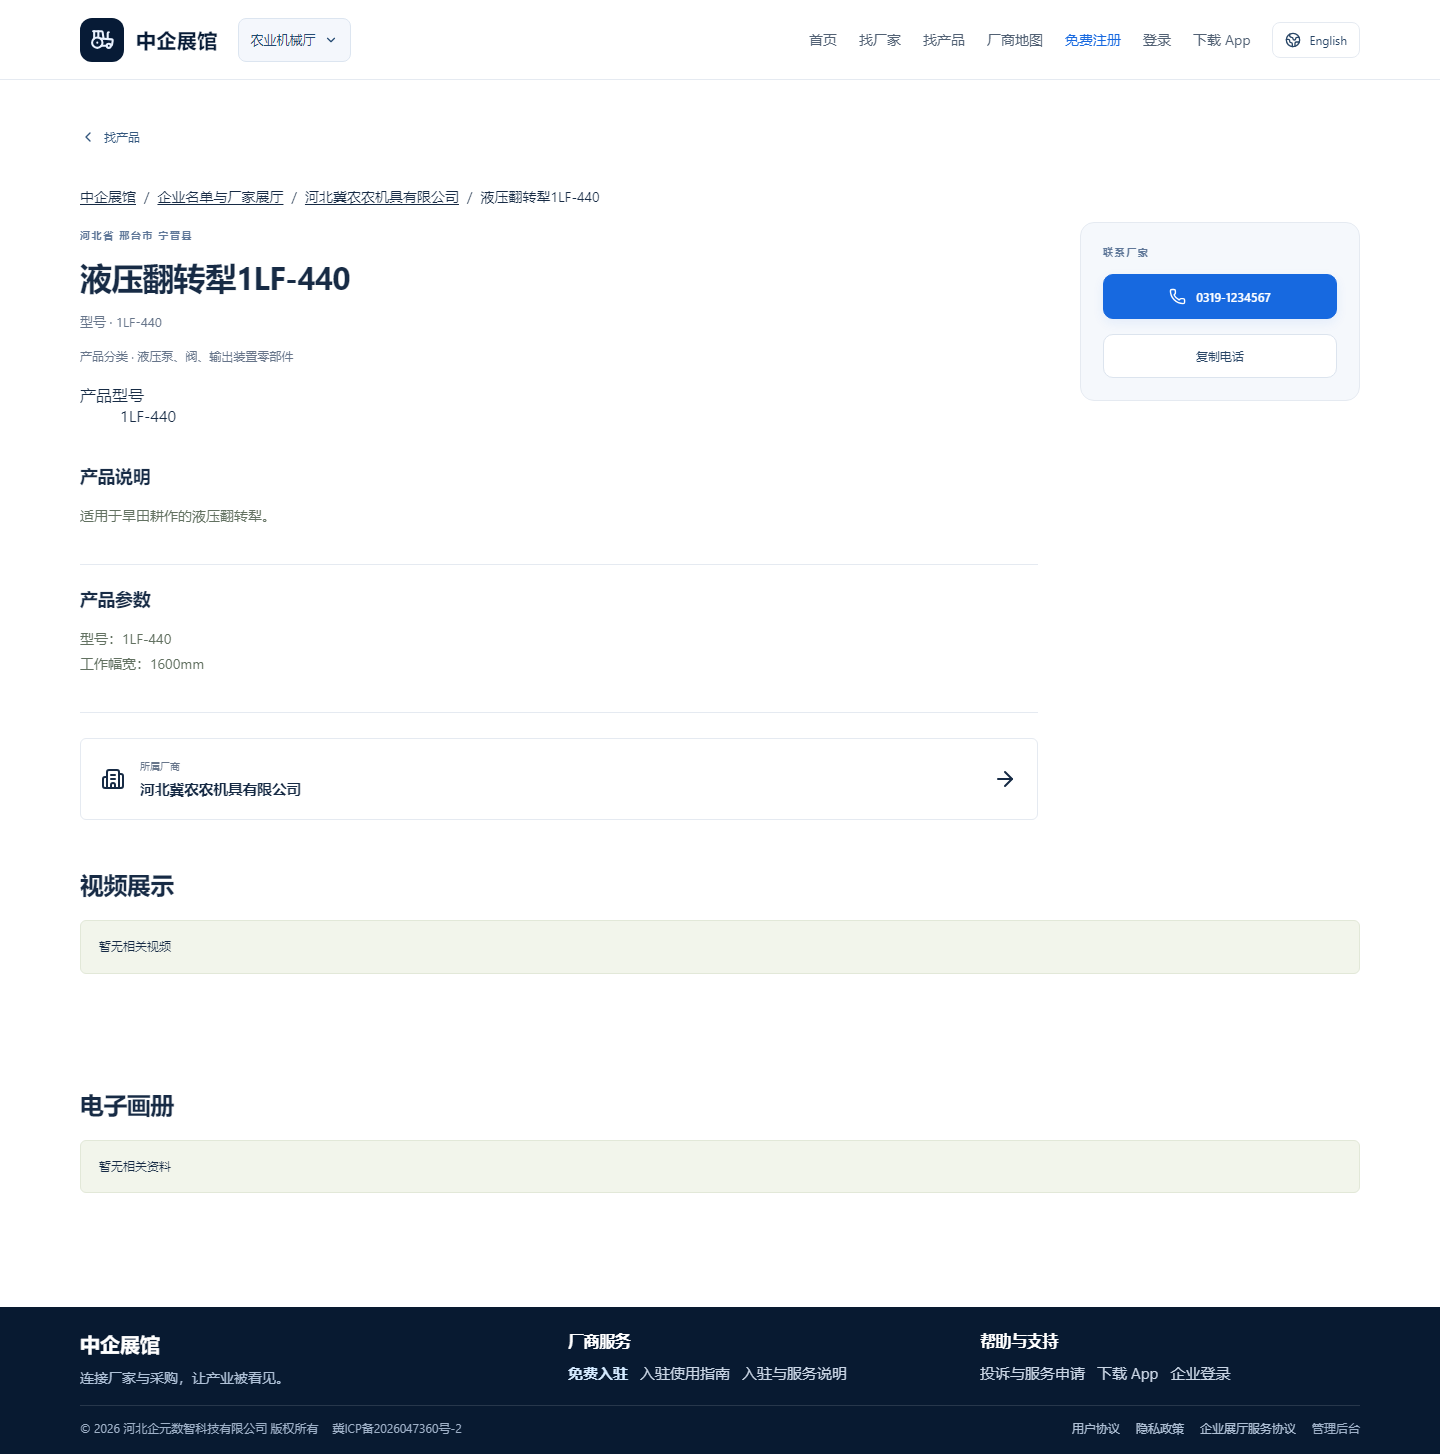 中企展馆
农业机械厅
首页 找厂家 找产品 厂商地图 免费注册 登录 下载 App English
找产品
中企展馆 / 企业名单与厂家展厅 / 河北冀农农机具有限公司 / 液压翻转犁1LF-440
河北省 邢台市 宁晋县
液压翻转犁1LF-440
型号 · 1LF-440
产品分类 · 液压泵、阀、输出装置零部件
产品型号
1LF-440
联系厂家
0319-1234567
复制电话
产品说明
适用于旱田耕作的液压翻转犁。
产品参数
型号：1LF-440
工作幅宽：1600mm
所属厂商
河北冀农农机具有限公司
视频展示
暂无相关视频
电子画册
暂无相关资料
中企展馆
连接厂家与采购，让产业被看见。
厂商服务
免费入驻 入驻使用指南 入驻与服务说明
帮助与支持
投诉与服务申请 下载 App 企业登录
© 2026 河北企元数智科技有限公司 版权所有 冀ICP备2026047360号-2
用户协议 隐私政策 企业展厅服务协议 管理后台